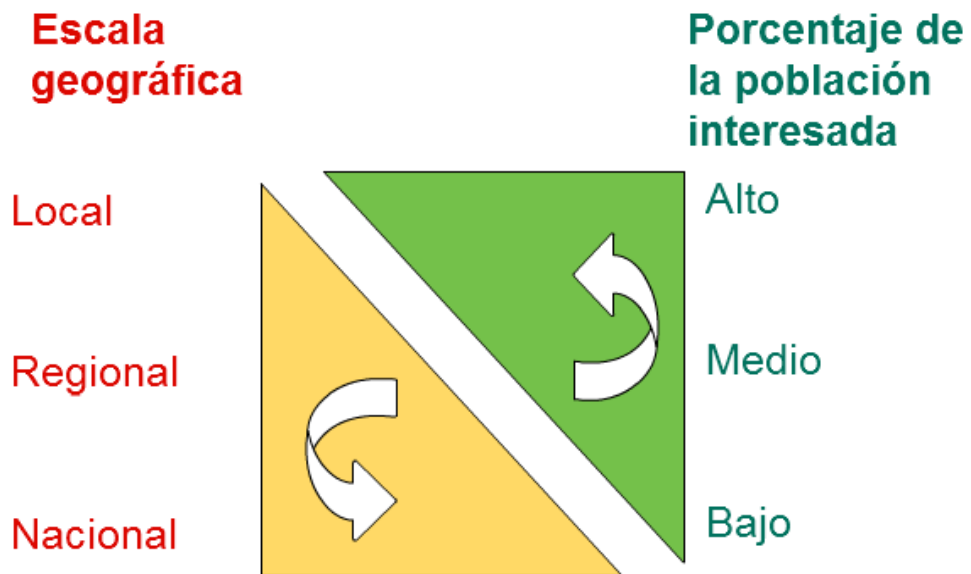 Escala
geográfica
Porcentaje de
la población
interesada
Local
Alto
Regional
Medio
Nacional
Bajo